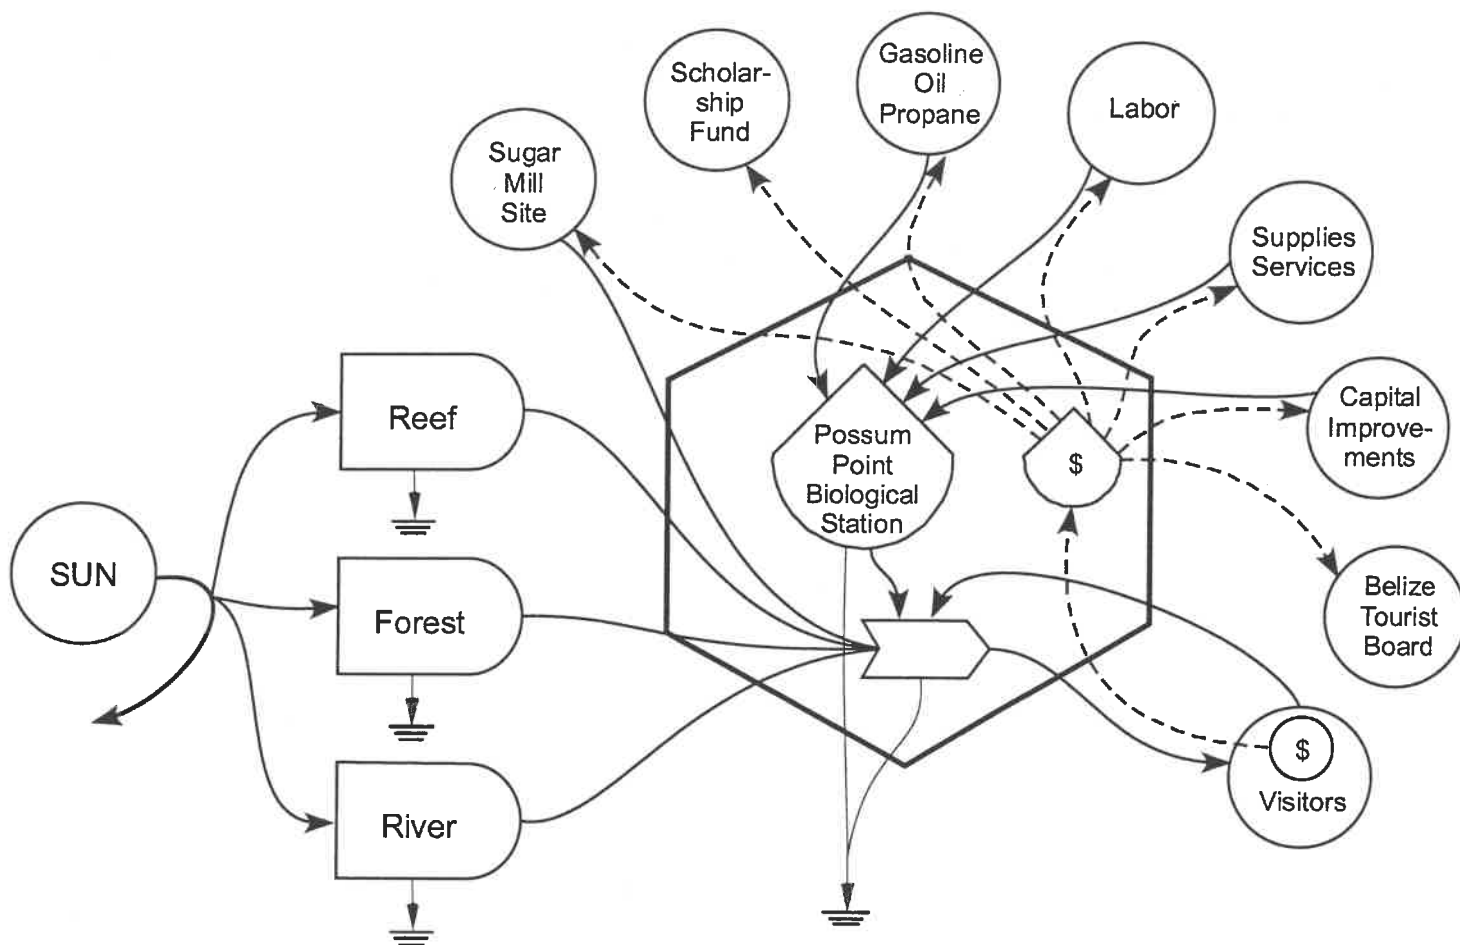 Scholar-
ship
Fund
Gasoline
Oil
Propane
Labor
Sugar
Mill
Site
Supplies
Services
Reef
Capital
Improve-
ments
Possum
Point
Biological
Station
$
SUN
Forest
Belize
Tourist
Board
River
$
Visitors